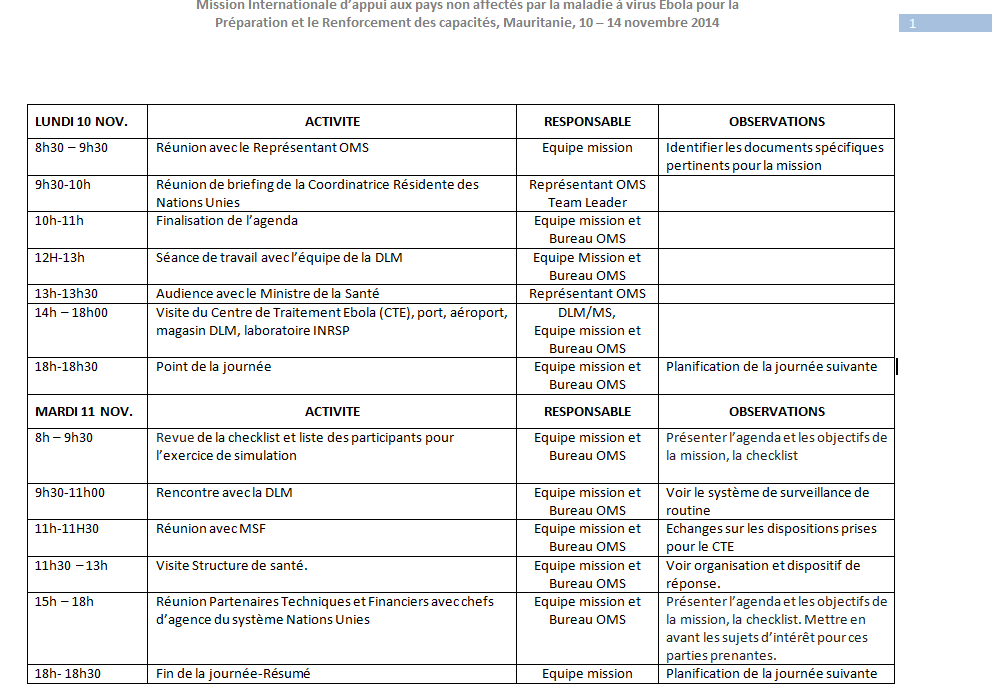 Mission Internationale d'appui aux pays non affectés par la maladie à virus Ebola pour la
Préparation et le Renforcement des capacités, Mauritanie, 10 – 14 novembre 2014
1
LUNDI 10 NOV. ACTIVITE RESPONSABLE OBSERVATIONS
8h30 – 9h30 Réunion avec le Représentant OMS Equipe mission Identifier les documents spécifiques
pertinents pour la mission
9h30-10h Réunion de briefing de la Coordinatrice Résidente des Représentant OMS
Nations Unies Team Leader
10h-11h Finalisation de l'agenda Equipe mission et
Bureau OMS
12H-13h Séance de travail avec l'équipe de la DLM Equipe Mission et
Bureau OMS
13h-13h30 Audience avec le Ministre de la Santé Représentant OMS
14h – 18h00 Visite du Centre de Traitement Ebola (CTE), port, aéroport, DLM/MS,
magasin DLM, laboratoire INRSP Equipe mission et
Bureau OMS
18h-18h30 Point de la journée Equipe mission et Planification de la journée suivante
Bureau OMS
MARDI 11 NOV. ACTIVITE RESPONSABLE OBSERVATIONS
8h – 9h30 Revue de la checklist et liste des participants pour Equipe mission et Présenter l'agenda et les objectifs de
l'exercice de simulation Bureau OMS la mission, la checklist
9h30-11h00 Rencontre avec la DLM Equipe mission et Voir le système de surveillance de
Bureau OMS routine
11h-11H30 Réunion avec MSF Equipe mission et Echanges sur les dispositions prises
Bureau OMS pour le CTE
11h30 – 13h Visite Structure de santé. Equipe mission et Voir organisation et dispositif de
Bureau OMS réponse.
15h – 18h Réunion Partenaires Techniques et Financiers avec chefs Equipe mission et Présenter l'agenda et les objectifs de
d'agence du système Nations Unies Bureau OMS la mission, la checklist. Mettre en
avant les sujets d'intérêt pour ces
parties prenantes.
18h- 18h30 Fin de la journée-Résumé Equipe mission Planification de la journée suivante